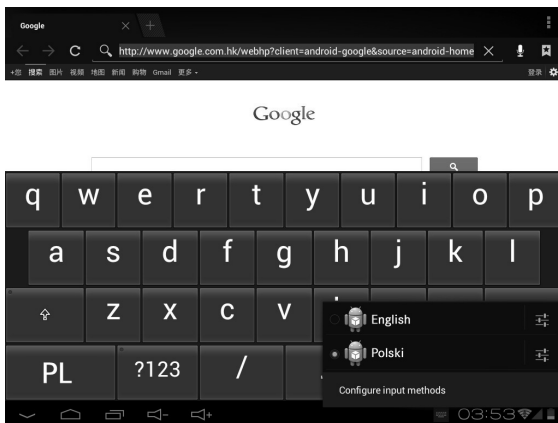 Google
http://www.google.com.hk/webhp?client=android-google&source=android-home
+您 搜索 图片 视频 地图 新闻 购物 Gmail 更多
登录
Google
q w e r t y u i o p
a s d f g h j k l
z x c v
English
Polski
PL ?123 /
Configure input methods
03:53